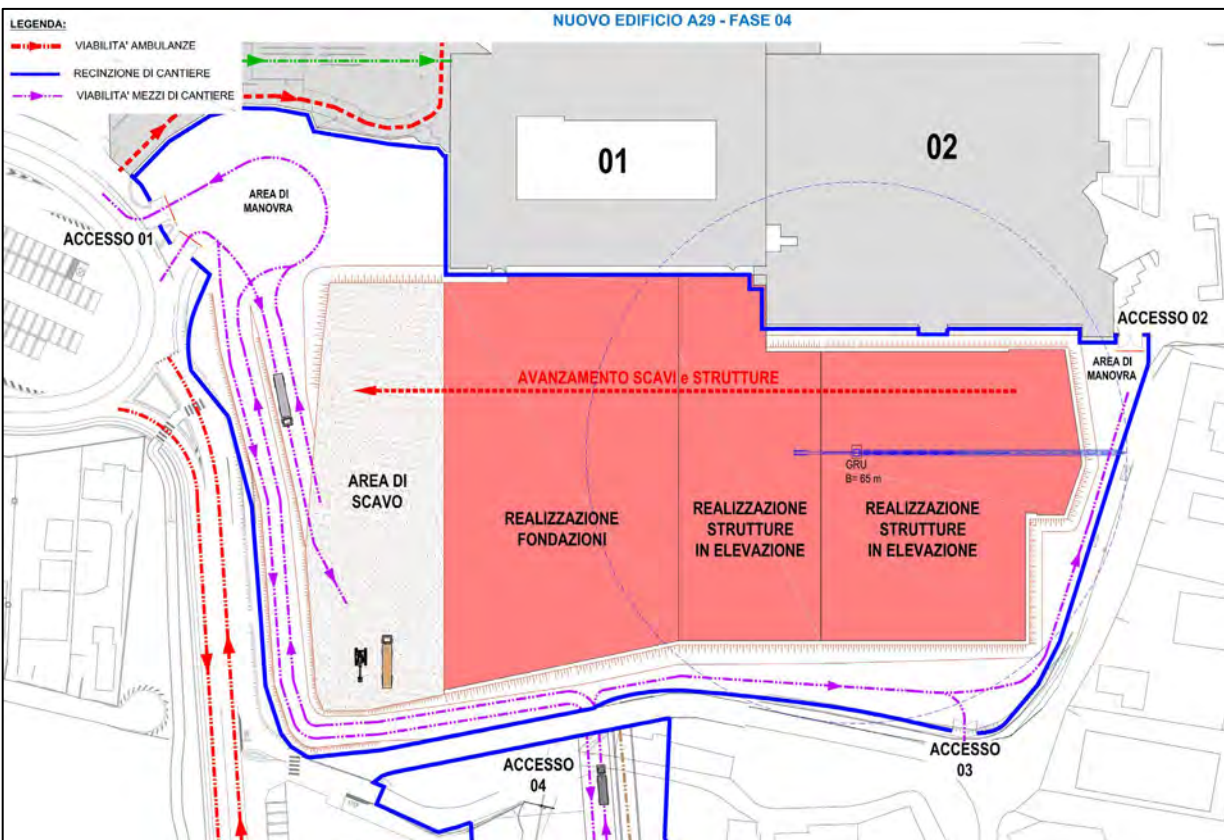 NUOVO EDIFICIO A29 - FASE 04
LEGENDA:
VIABILITA' AMBULANZE
RECINZIONE DI CANTIERE
VIABILITA' MEZZI DI CANTIERE
01
02
AREA DI
MANOVRA
ACCESSO 01
ACCESSO 02
AREA DI
MANOVRA
AVANZAMENTO SCAVI e STRUTTURE
GRU
B= 65 m
AREA DI
SCAVO
REALIZZAZIONE
FONDAZIONI
REALIZZAZIONE
STRUTTURE
IN ELEVAZIONE
REALIZZAZIONE
STRUTTURE
IN ELEVAZIONE
ACCESSO
04
ACCESSO
03